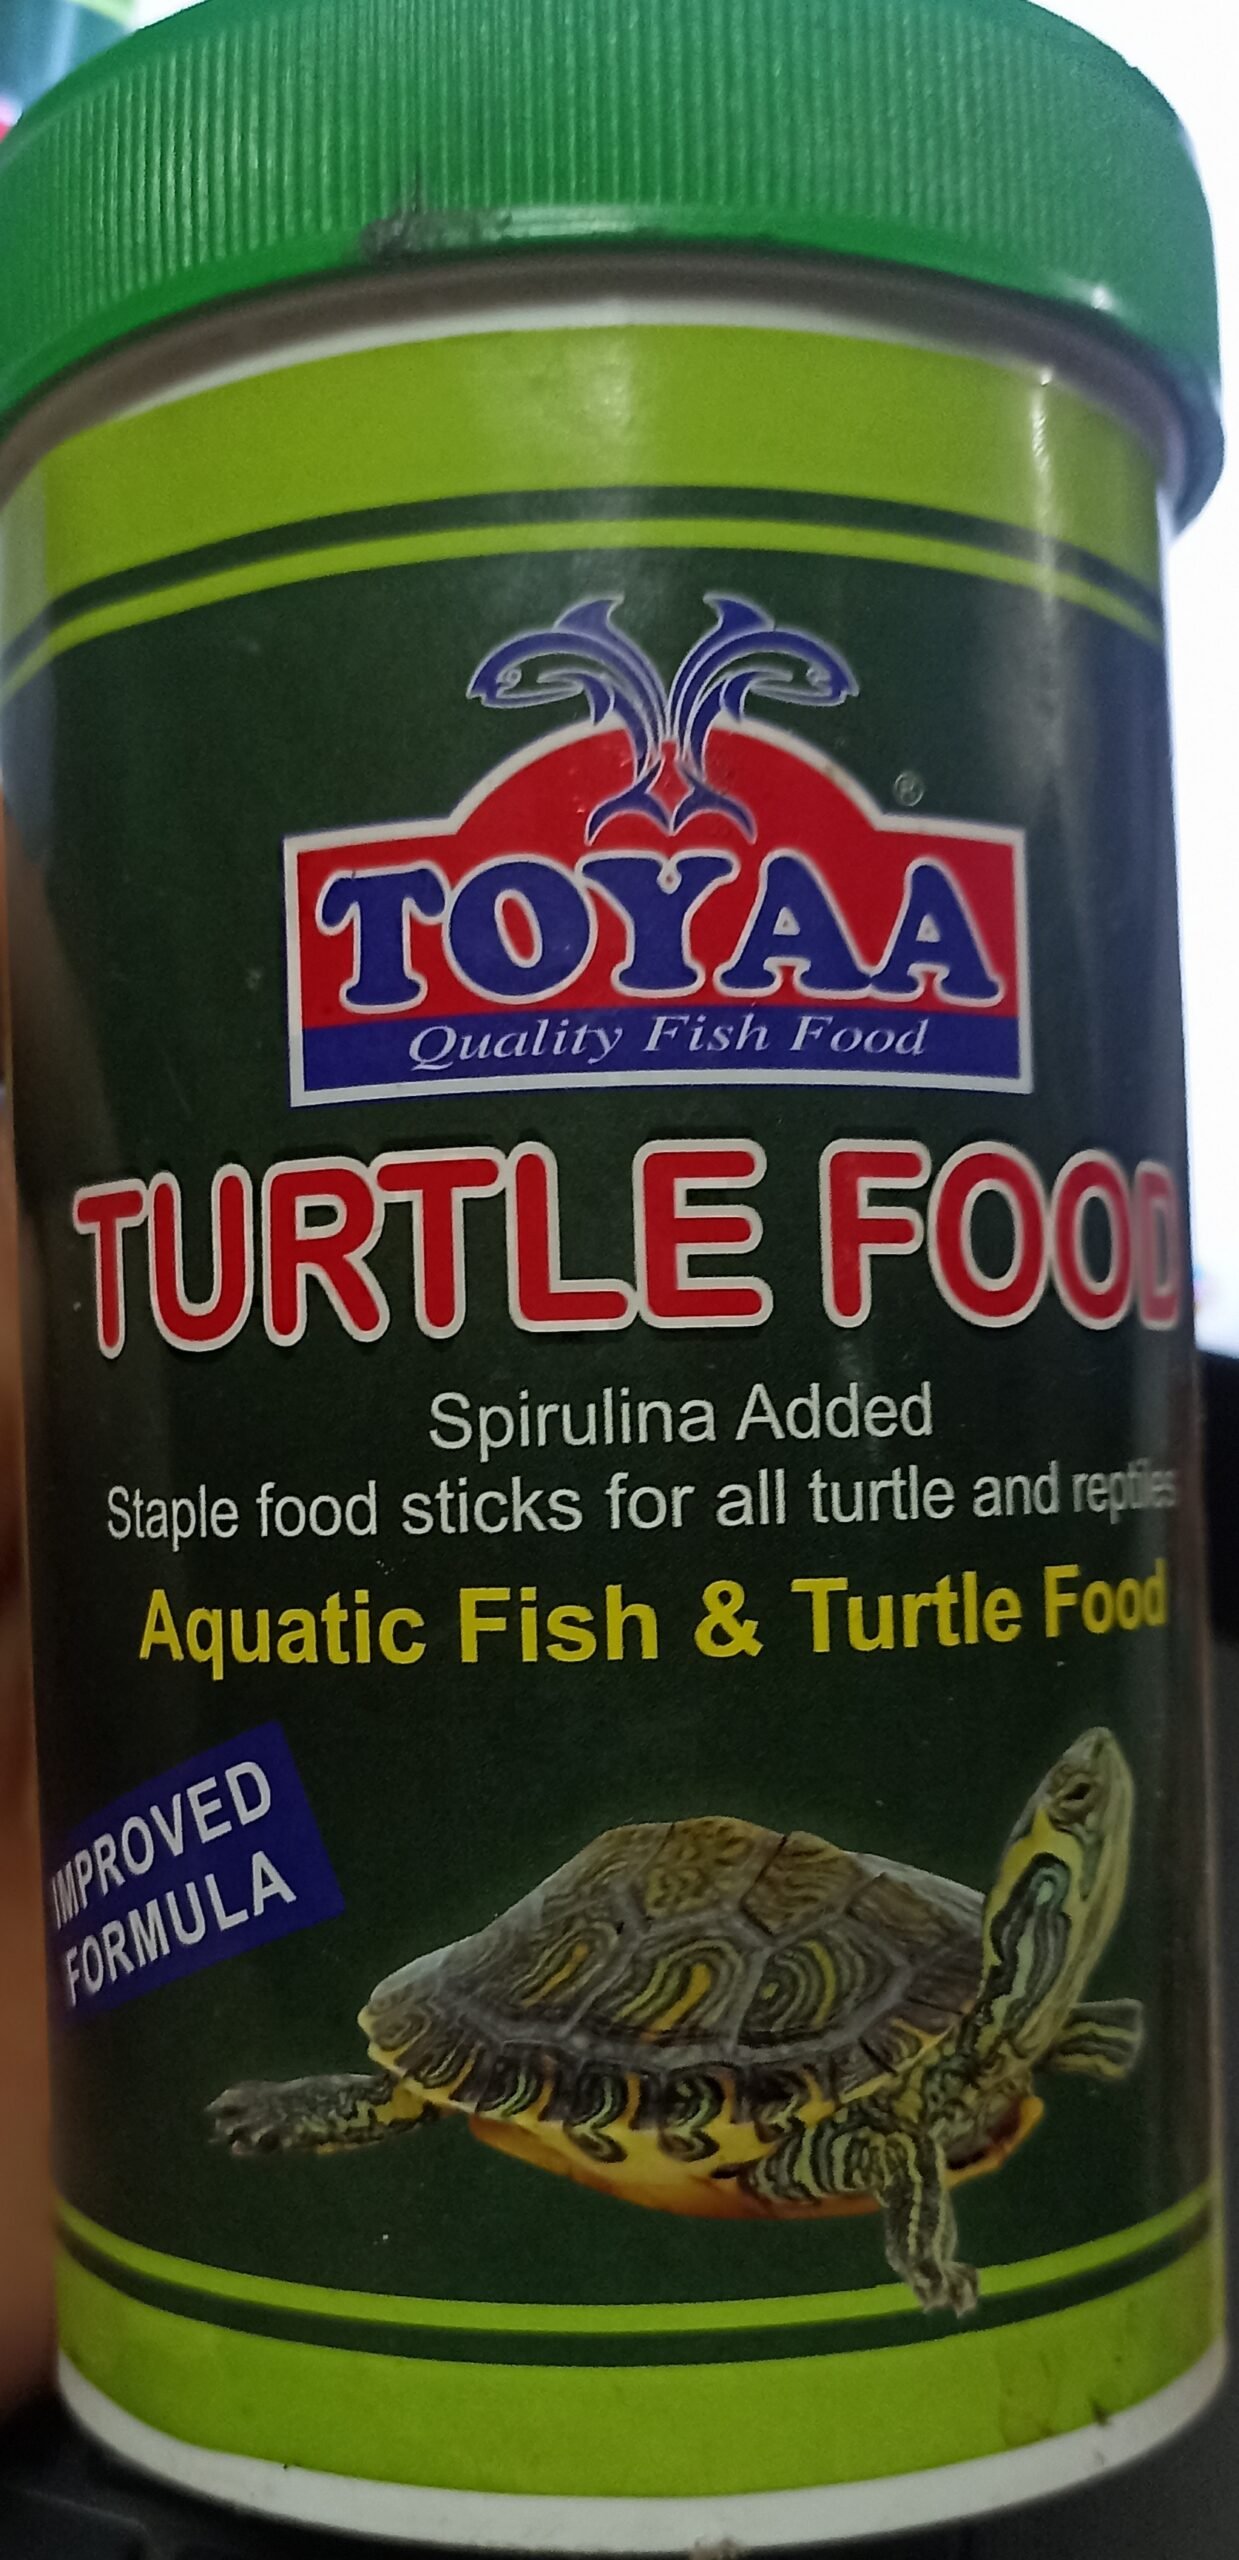 ®
TOYAA
Quality Fish Food
TURTLE FOOD
Spirulina Added
Staple food sticks for all turtle and reptiles
Aquatic Fish & Turtle Food
IMPROVED
FORMULA